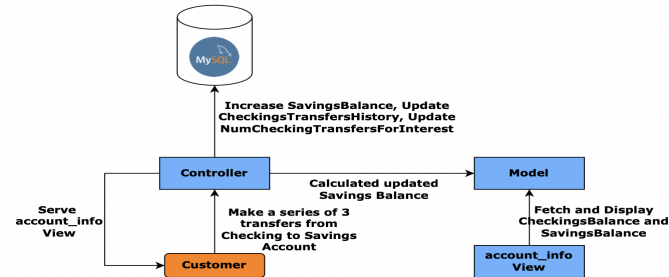 MySQL
Increase SavingsBalance, Update
CheckingsTransfersHistory, Update
NumCheckingTransfersForInterest
Controller
Model
Calculated updated
Savings Balance
Serve
account_info
View
Make a series of 3
transfers from
Checking to Savings
Account
Fetch and Display
CheckingsBalance and
SavingsBalance
Customer
account_info
View